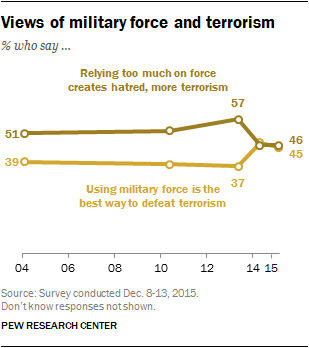 Views of military force and terrorism
% who say ...
Relying too much on force
creates hatred, more terrorism
57
51
46
39
45
37
Using military force is the
best way to defeat terrorism
04 06 08 10 12 14 15
Source: Survey conducted Dec. 8-13, 2015.
Don't know responses not shown.
PEW RESEARCH CENTER